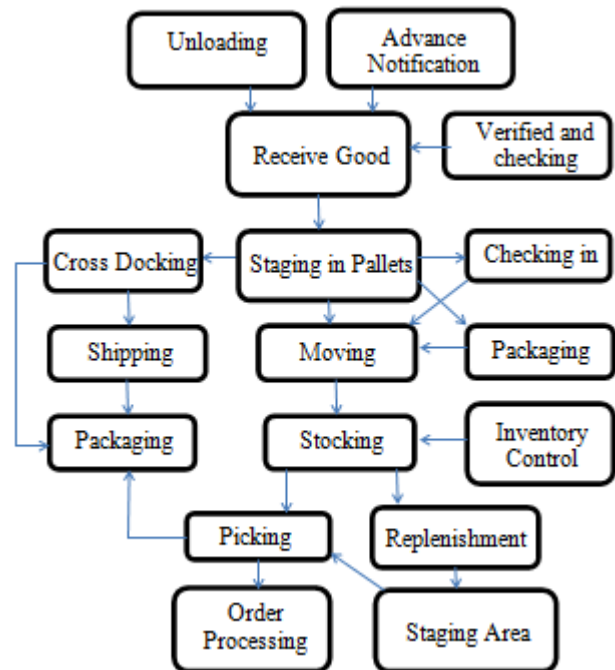 Unloading
Advance
Notification
Receive Good
Verified and
checking
Cross Docking
Staging in Pallets
Checking in
Shipping
Moving
Packaging
Packaging
Stocking
Inventory
Control
Picking
Replenishment
Order
Processing
Staging Area